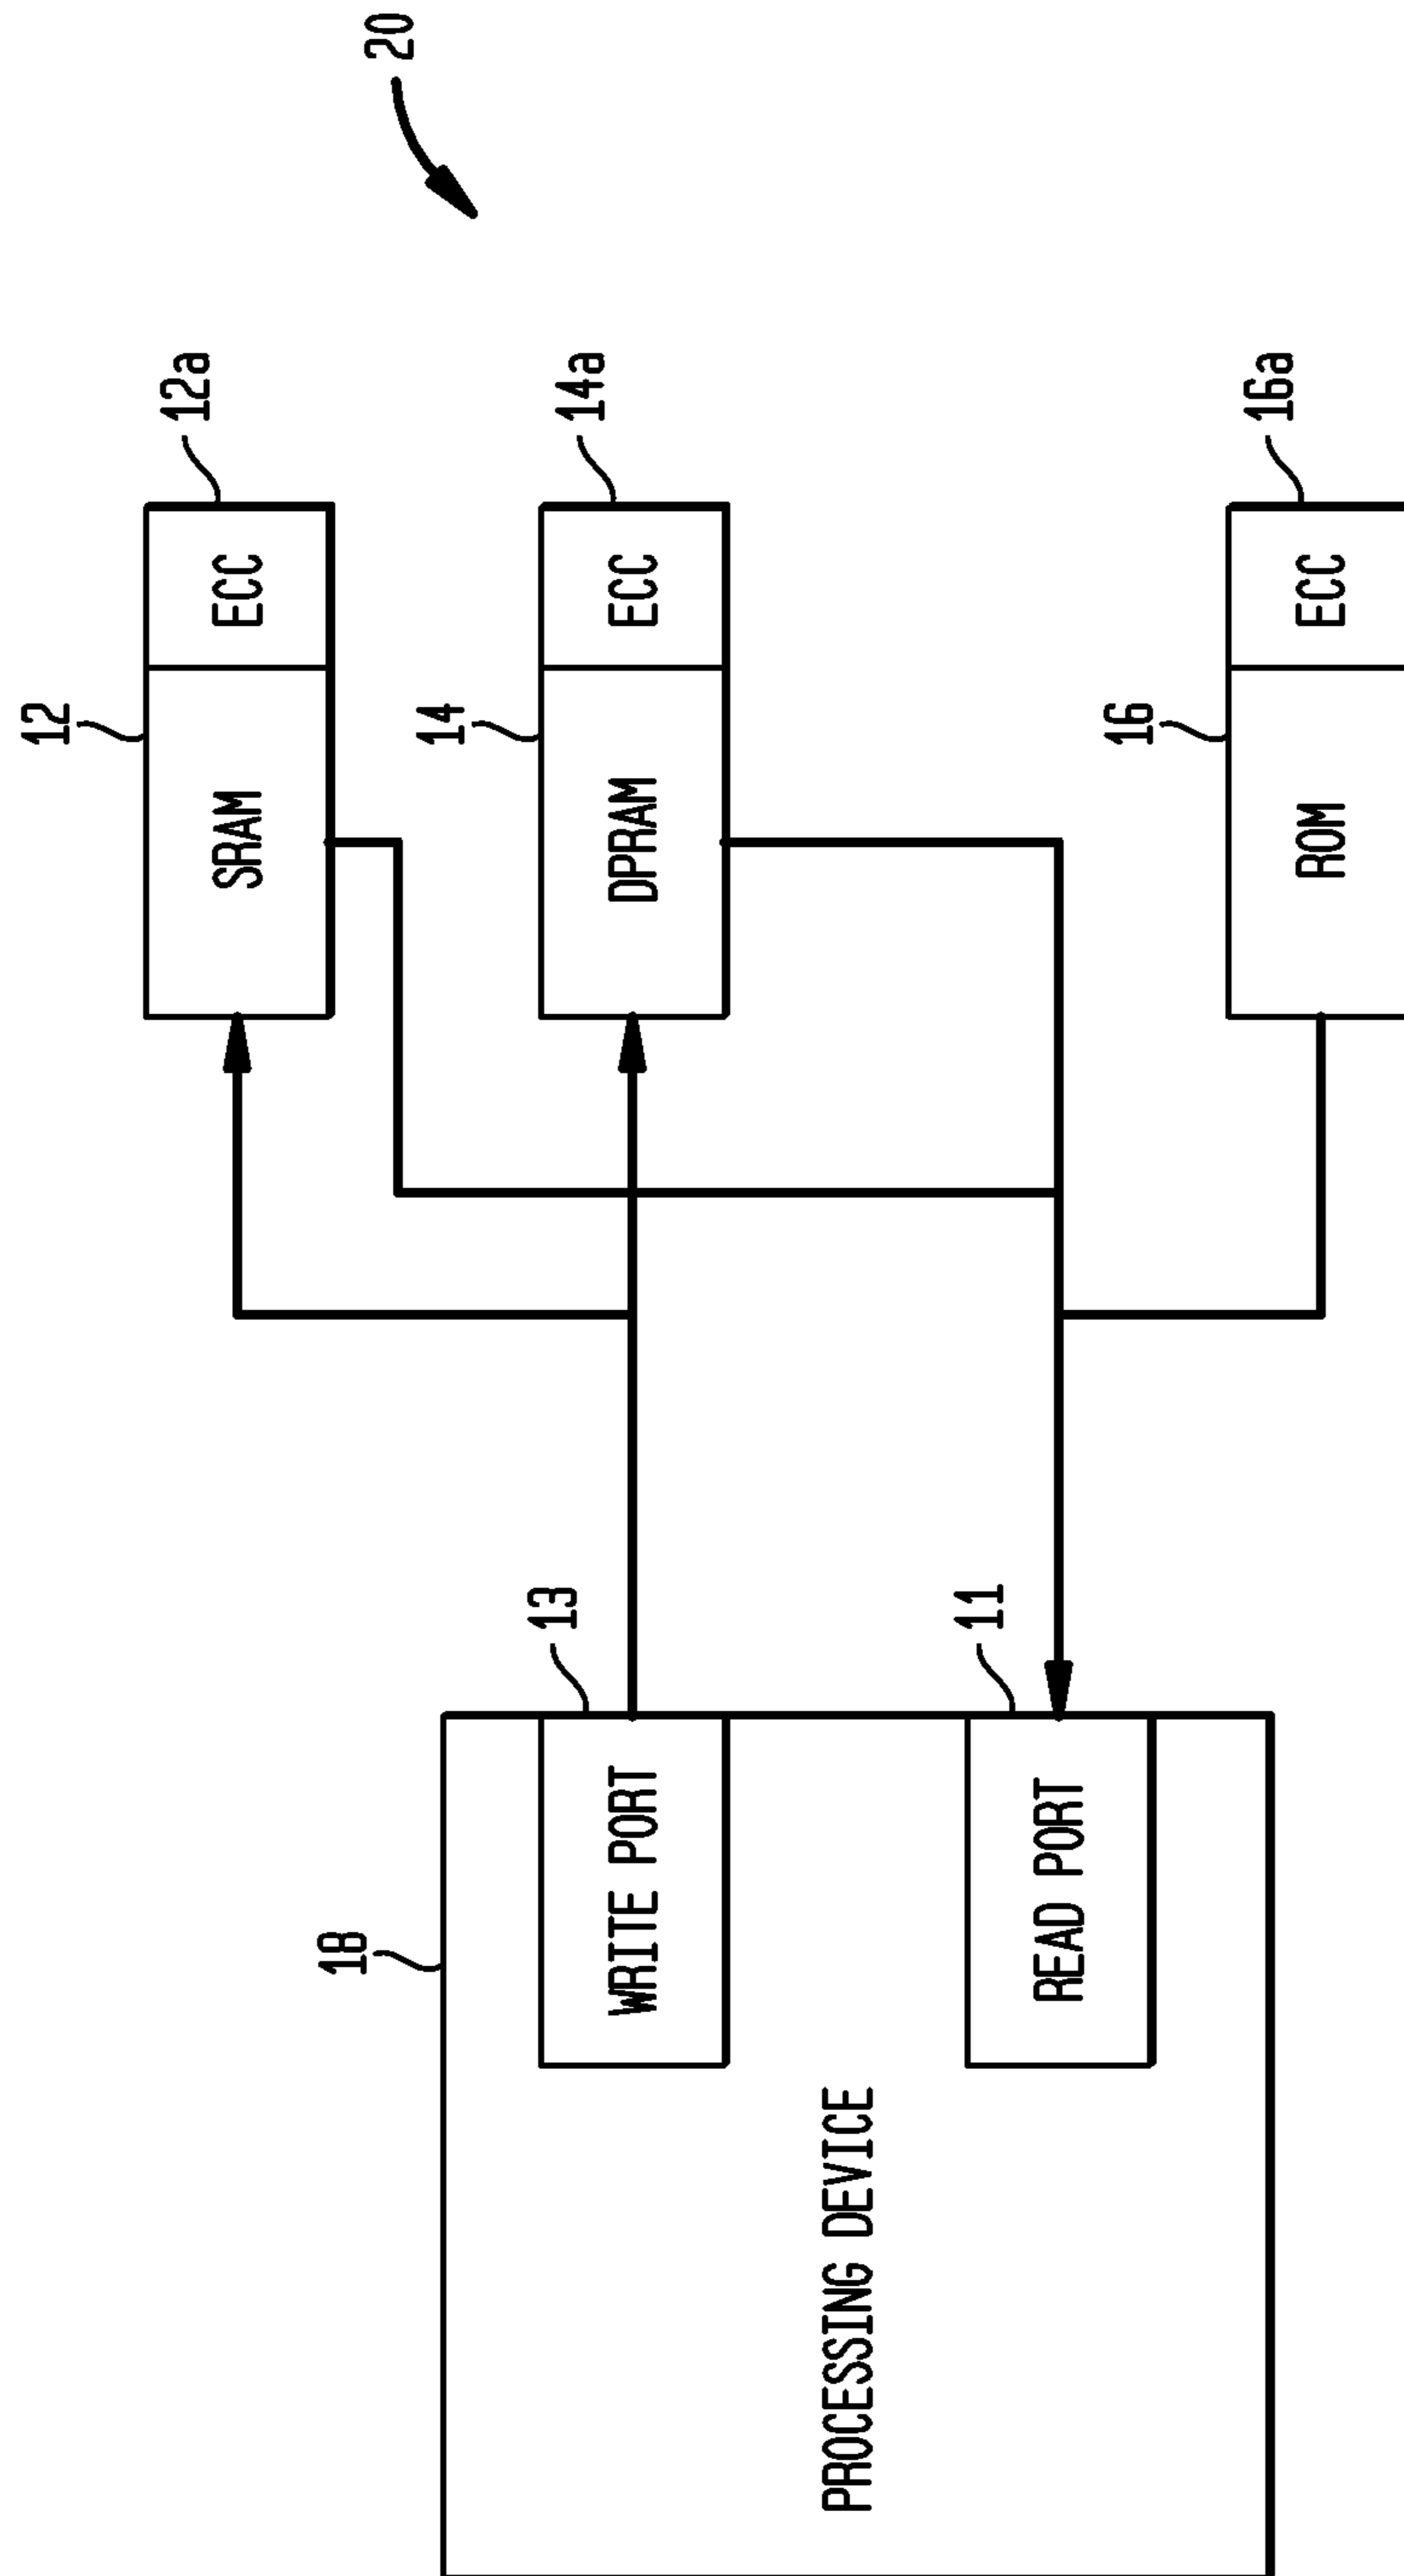 20
12
12a
SRAM
ECC
14
14a
DPRAM
ECC
16
16a
ROM
ECC
18
13
WRITE PORT
11
READ PORT
PROCESSING DEVICE